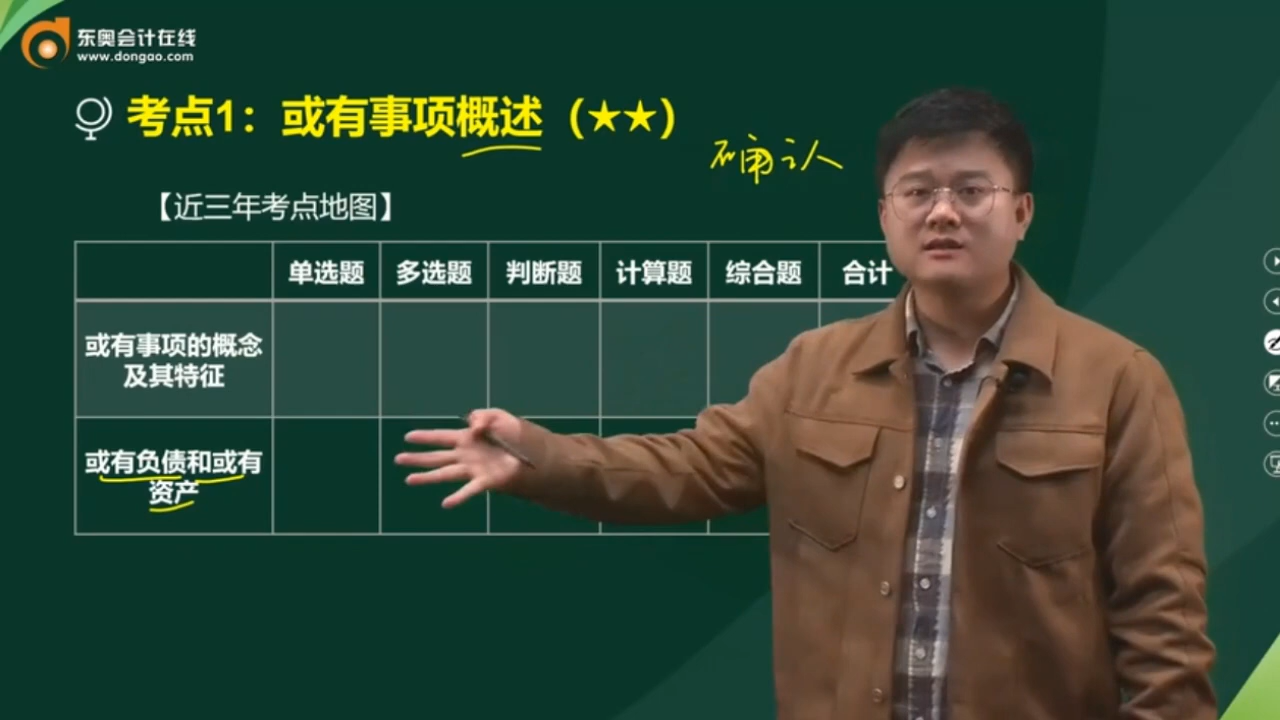 东奥会计在线
www.dongao.com
考点1：或有事项概述（★★）
确认
【近三年考点地图】
单选题 多选题 判断题 计算题 综合题 合计
或有事项的概念
及其特征
或有负债和或有
资产